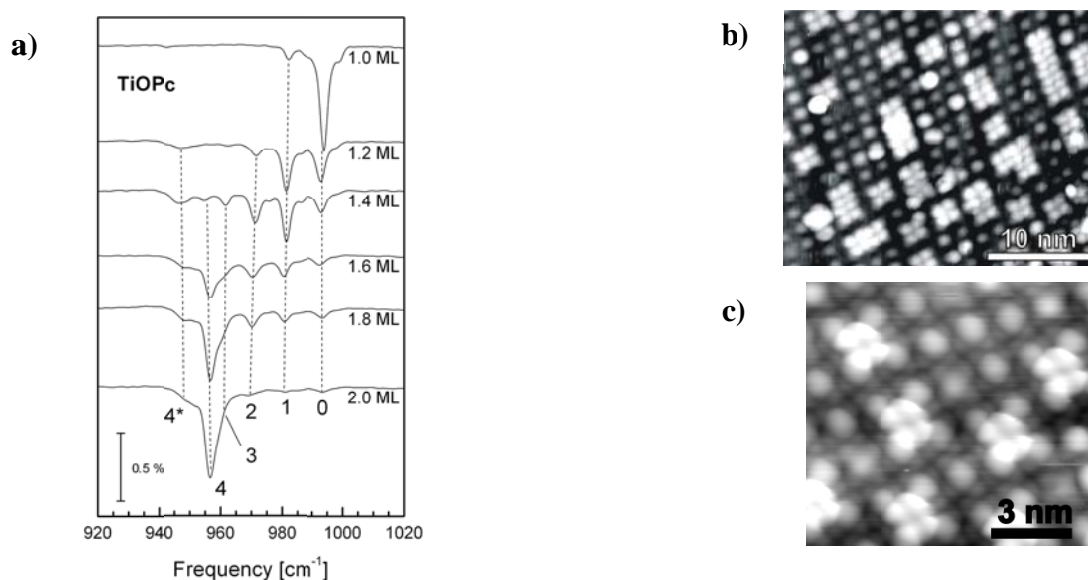 a)
TiOPc
1.0 ML
1.2 ML
1.4 ML
1.6 ML
1.8 ML
2.0 ML
4*
2
1
0
3
4
0.5 %
920
940
960
980
1000
1020
Frequency [cm⁻¹]
b)
10 nm
c)
3 nm